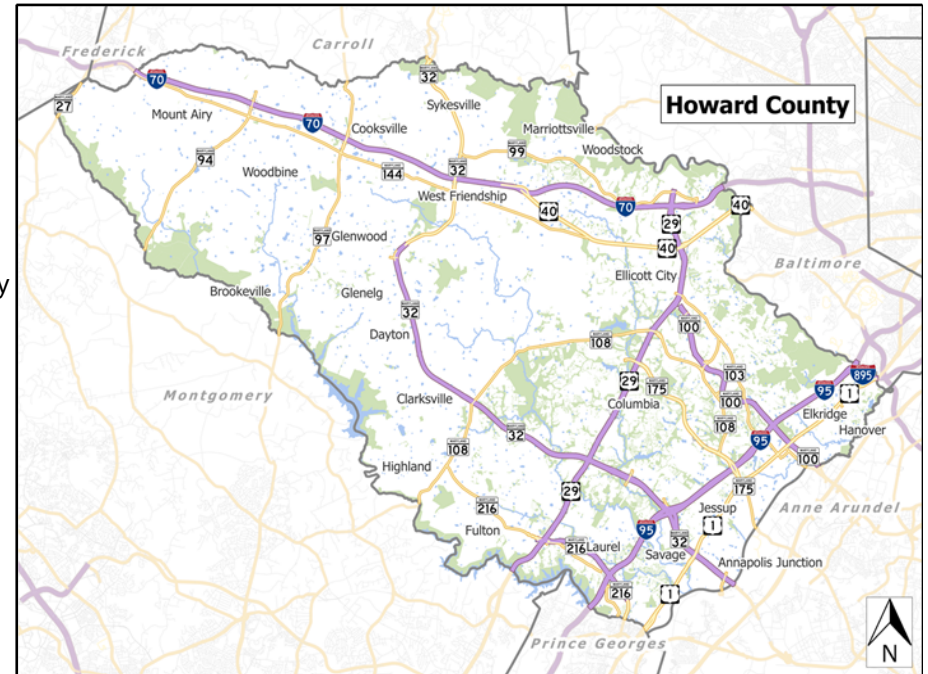 Frederick
Carroll
70
32
27
Howard County
Mount Airy
Sykesville
70
Cooksville
Marriottsville
99
Woodstock
94
32
Woodbine
144
West Friendship
70
40
40
29
97
Glenwood
40
Baltimore
Ellicott City
y
Brookeville
Glenelg
32
100
Dayton
108
103
895
29
175
95
1
Montgomery
Clarksville
Columbia
100
Elkridge
108
Hanover
32
95
108
100
Highland
29
175
216
Anne Arundel
Jessup
Fulton
95
1
216
Laurel
32
Savage
Annapolis Junction
216
1
Prince Georges
N